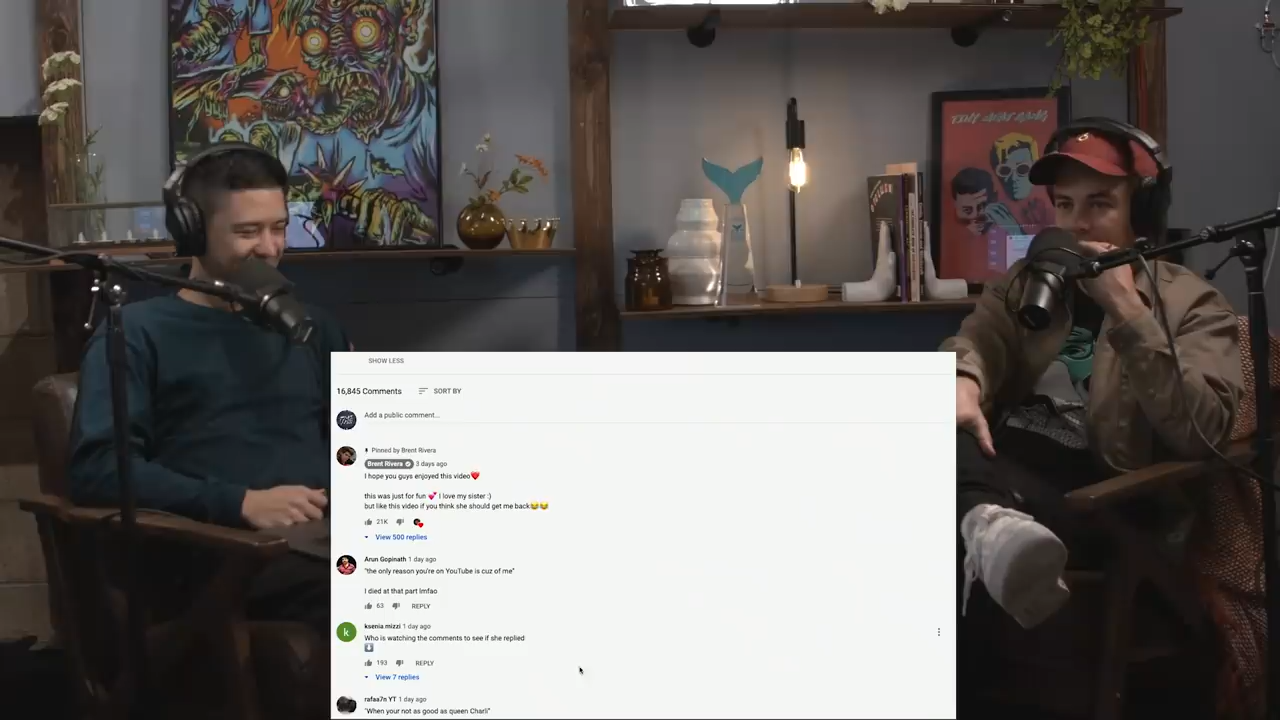 TINY MEAT GANG
SHOW LESS
16,845 Comments SORT BY
Add a public comment...
Pinned by Brent Rivera
Brent Rivera 3 days ago
I hope you guys enjoyed this video❤️
this was just for fun 💕 I love my sister :)
but like this video if you think she should get me back😂😂
21K
View 500 replies
Arun Gopinath 1 day ago
"the only reason you're on YouTube is cuz of me"
I died at that part lmfao
63 REPLY
k
ksenia mizzi 1 day ago
Who is watching the comments to see if she replied
⬇️
193 REPLY
View 7 replies
rafaa7n YT 1 day ago
"When your not as good as queen Charli"